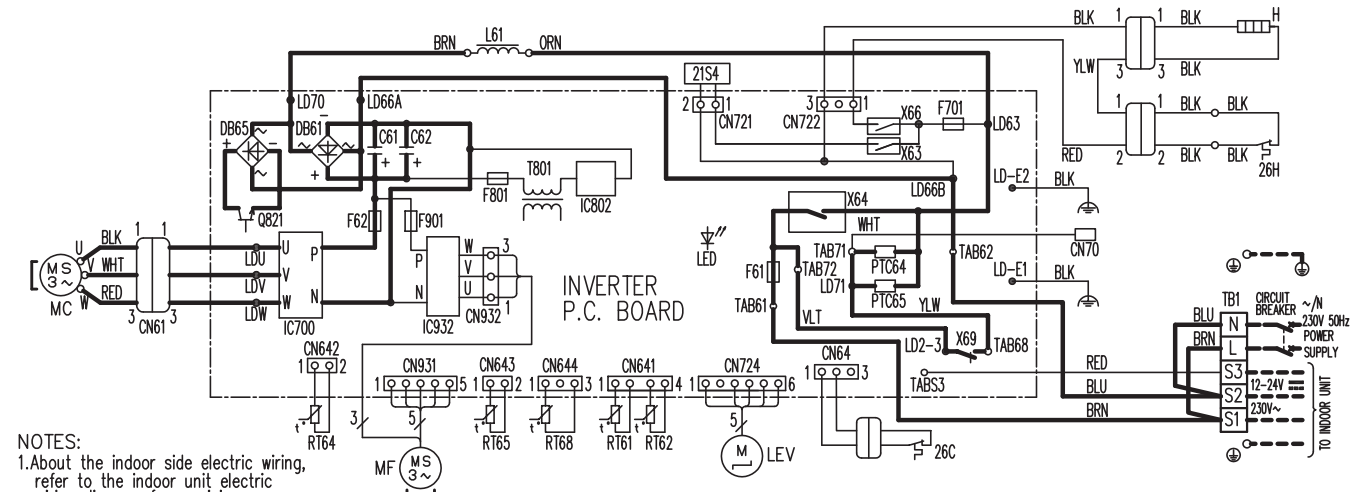 BLK 1 1 BLK H
BRN L61 ORN
YLW 3 3 BLK
21S4
LD70 LD66A 2 1 3 1
CN721 CN722 X66 F701 LD63
1 1 BLK BLK
DB65 DB61 C61 C62
+ ~ - ~ - ~ + + +
X63
RED 2 2 BLK BLK 26H
T801
F801 IC802
LD66B LD-E2 BLK
Q821 F62 F901
X64
WHT
CN70
LED
U BLK 1 1 U P W 3
LDU
V WHT V P V
LDV
W RED 3 3 W N N U 1
LDW
MS
3~
MC
CN61 IC700 IC932 CN932
INVERTER
P.C. BOARD
F61 TAB72 TAB71 PTC64 TAB62
LD71 PTC65 LD-E1 BLK
TAB61 VLT YLW
LD2-3 X69 TAB68
TB1 CIRCUIT
BREAKER ~/N
230V 50Hz
POWER
SUPPLY
BLU N
BRN L
RED S3
12-24V
BLU S2
230V~
BRN S1
TO INDOOR UNIT
TABS3
CN642 CN931 CN643 CN644 CN641 CN724 CN64
1 2 1 5 1 2 1 3 1 4 1 6 1 3
3 5 5
t° t° t° t° t°
RT64 RT65 RT68 RT61 RT62
MF MS
3~
M LEV
26C
NOTES:
1.About the indoor side electric wiring,
refer to the indoor unit electric